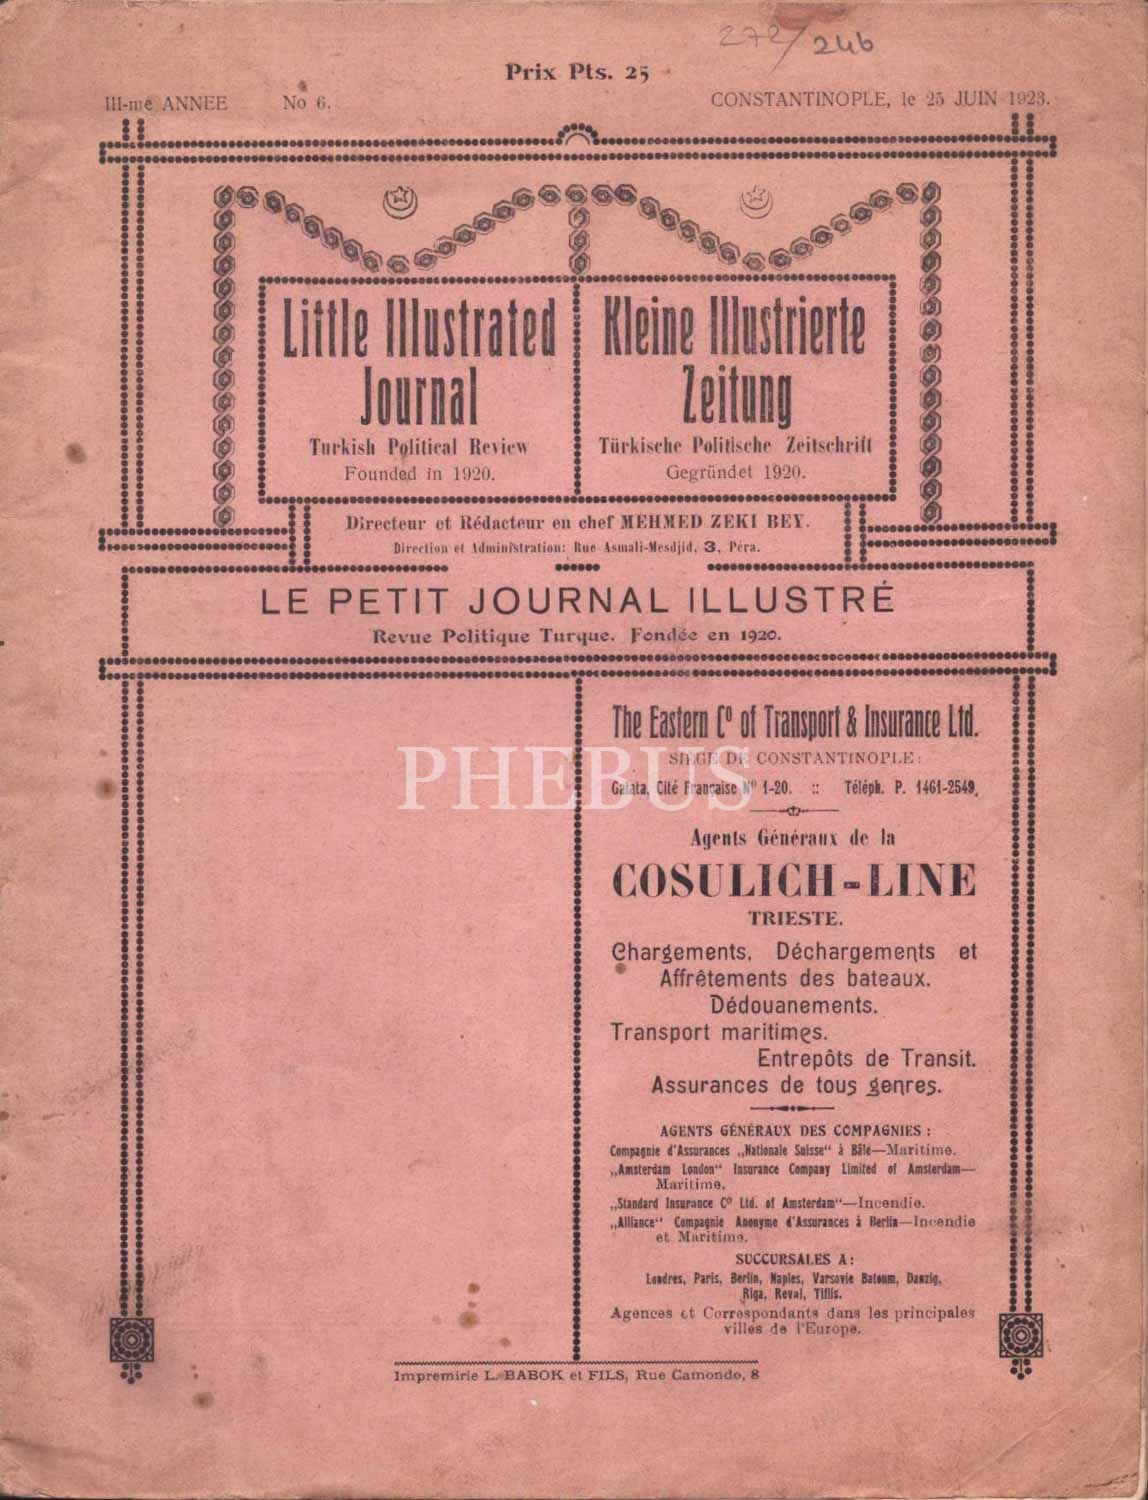 272/246
Prix Pts. 25
III-me ANNEE No 6. CONSTANTINOPLE, le 25 JUIN 1923.
Little Illustrated
Journal
Turkish Political Review
Founded in 1920.
Kleine Illustrierte
Zeitung
Türkische Politische Zeitschrift
Gegründet 1920.
Directeur et Rédacteur en chef MEHMED ZEKI BEY.
Direction et Administration: Rue Asmali-Mesdjid, 3, Péra.
LE PETIT JOURNAL ILLUSTRÉ
Revue Politique Turque. Fondée en 1920.
The Eastern Cº of Transport & Insurance Ltd.
SIÈGE DE CONSTANTINOPLE:
PHEBUS
Galata, Cité Française Nº 1-20. :: Téléph. P. 1461-2549.
Agents Généraux de la
COSULICH-LINE
TRIESTE.
Chargements, Déchargements et
Affrêtements des bateaux.
Dédouanements.
Transport maritimes.
Entrepôts de Transit.
Assurances de tous genres.
AGENTS GÉNÉRAUX DES COMPAGNIES:
Compagnie d'Assurances „Nationale Suisse“ à Bâle—Maritime.
„Amsterdam London“ Insurance Company Limited of Amsterdam—
Maritime.
„Standard Insurance Cº Ltd. of Amsterdam“—Incendie.
„Alliance“ Compagnie Anonyme d'Assurances à Berlin—Incendie
et Maritime.
SUCCURSALES A:
Londres, Paris, Berlin, Naples, Varsovie Batoum, Danzig,
Riga, Reval, Tiflis.
Agences et Correspondants dans les principales
villes de l'Europe.
Impremirie L. BABOK et FILS, Rue Camondo, 8